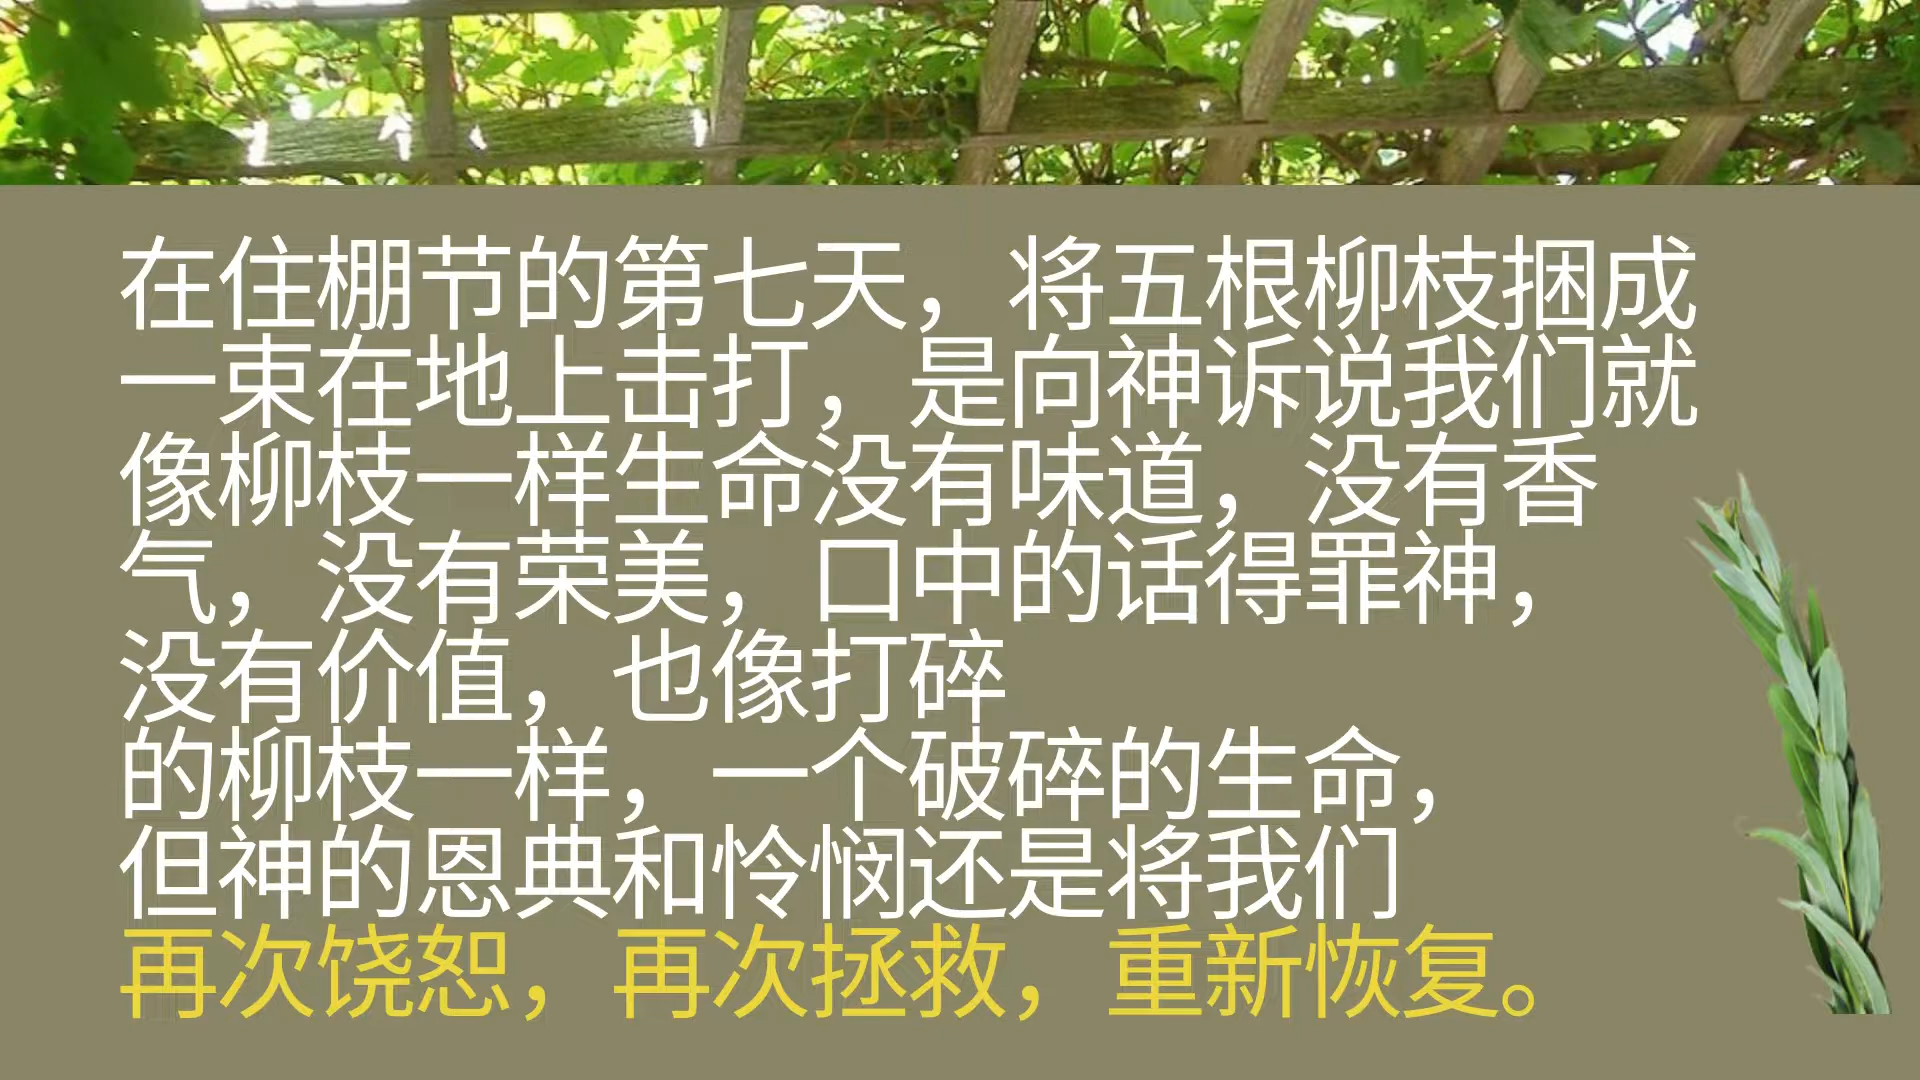 在住棚节的第七天，将五根柳枝捆成
一束在地上击打，是向神诉说我们就
像柳枝一样生命没有味道，没有香
气，没有荣美，口中的话得罪神，
没有价值，也像打碎
的柳枝一样，一个破碎的生命，
但神的恩典和怜悯还是将我们
再次饶恕，再次拯救，重新恢复。